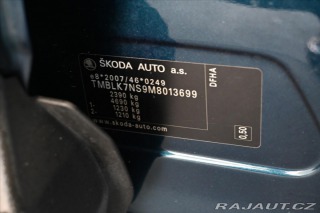 ŠKODA AUTO a.s.
e8*2007/46*0249
TMBLK7NS9M8013699
2390 kg
4690 kg
1- 1230 kg
2- 1210 kg
www.skoda-auto.com
DFHA
0,50
RAJAUT.CZ